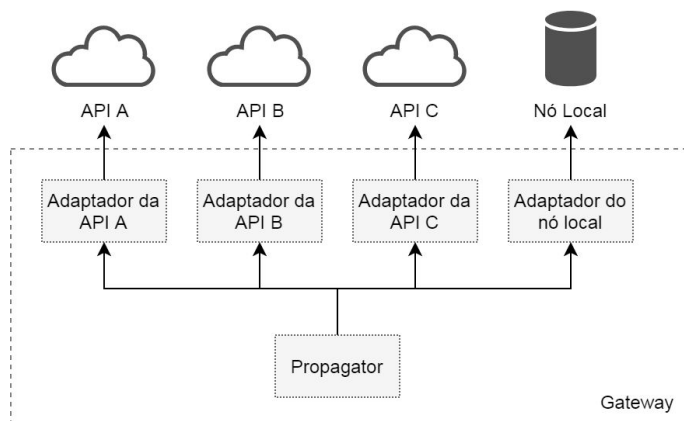 API A
API B
API C
Nó Local
Adaptador da
API A
Adaptador da
API B
Adaptador da
API C
Adaptador do
nó local
Propagator
Gateway